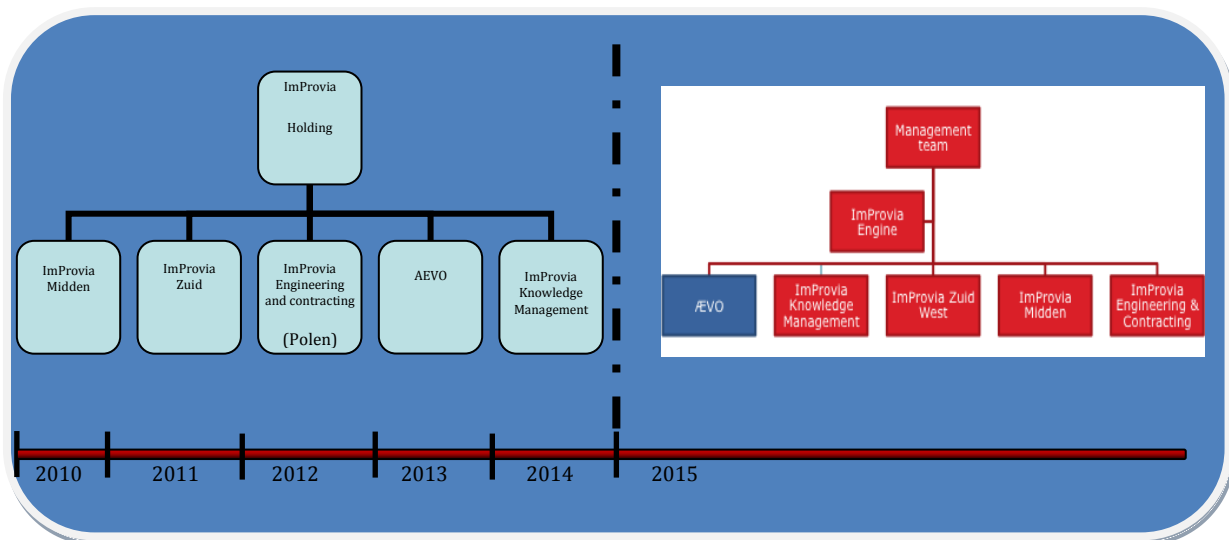 ImProvia
Holding
ImProvia
Midden
ImProvia
Zuid
ImProvia
Engineering
and contracting
(Polen)
AEVO
ImProvia
Knowledge
Management
Management
team
ImProvia
Engine
ÆVO
ImProvia
Knowledge
Management
ImProvia Zuid
West
ImProvia
Midden
ImProvia
Engineering &
Contracting
2010
2011
2012
2013
2014
2015